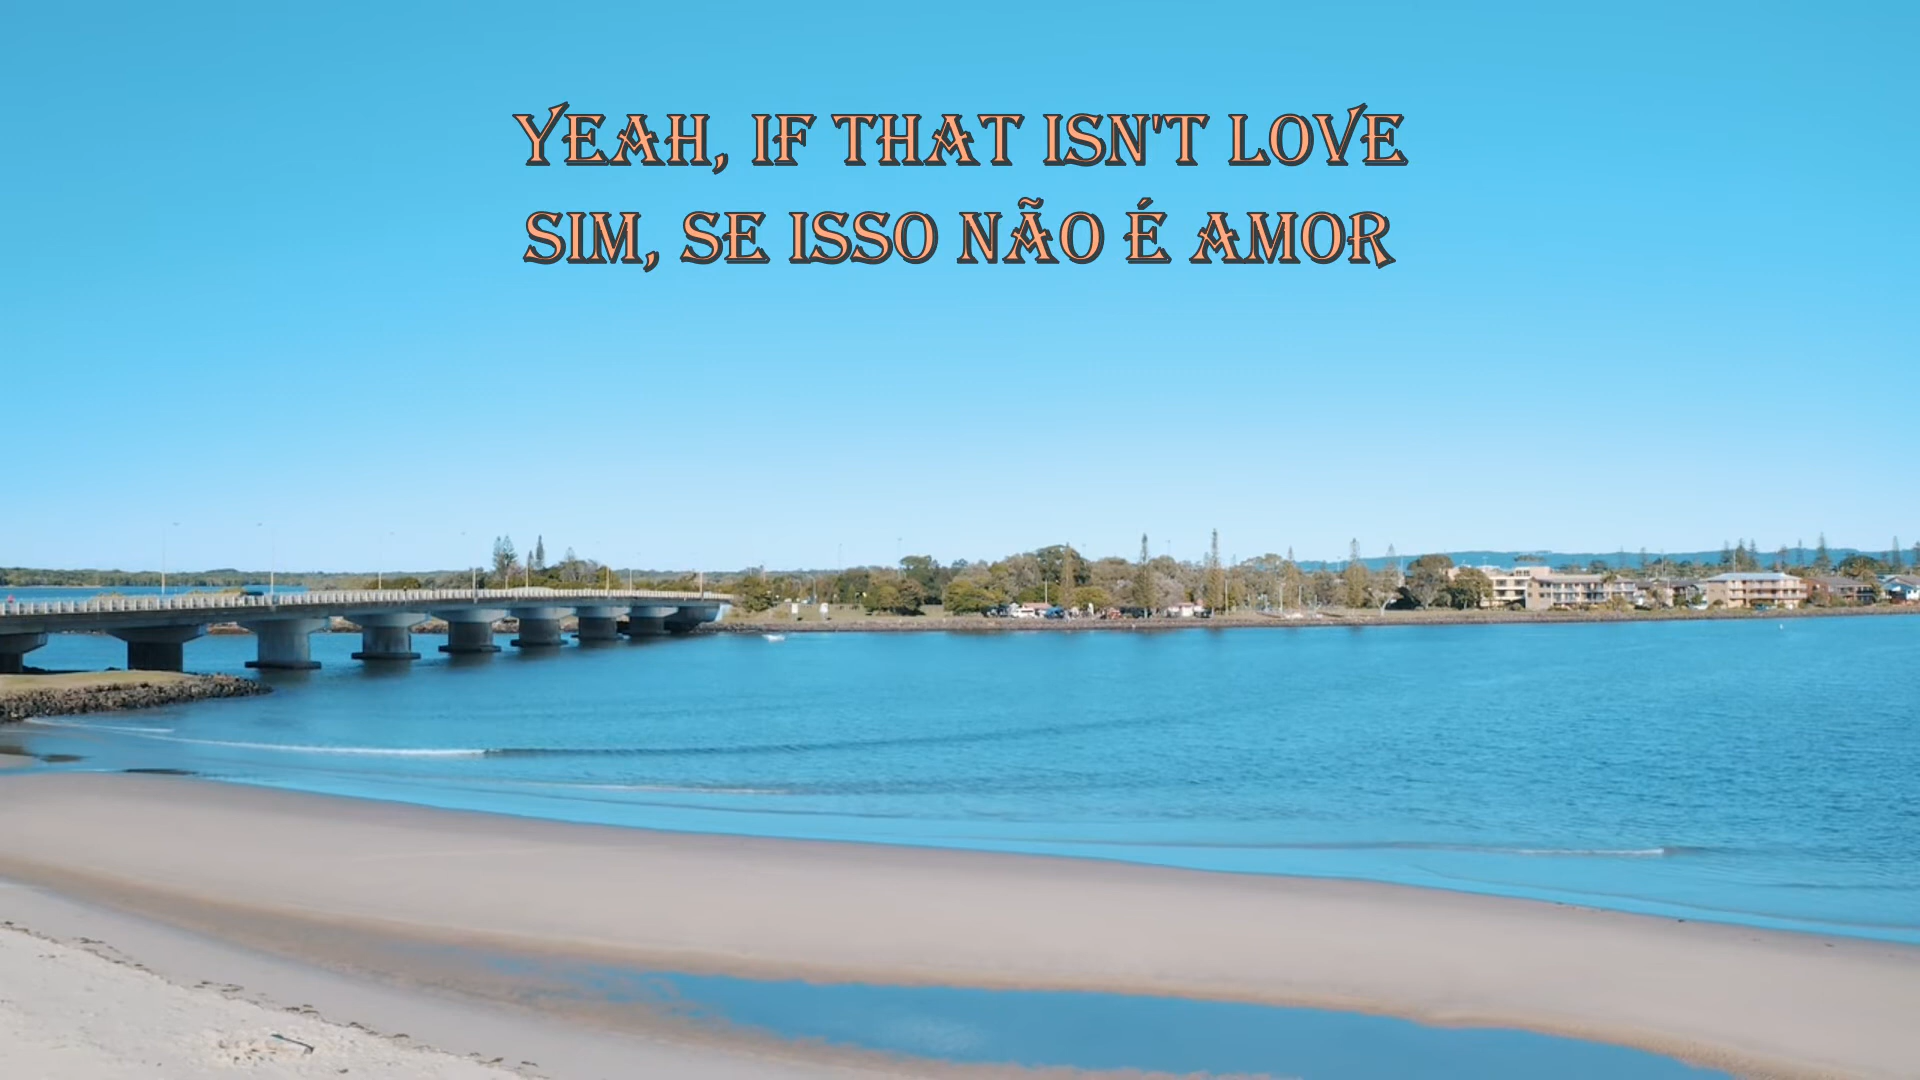 YEAH, IF THAT ISN'T LOVE
SIM, SE ISSO NÃO É AMOR